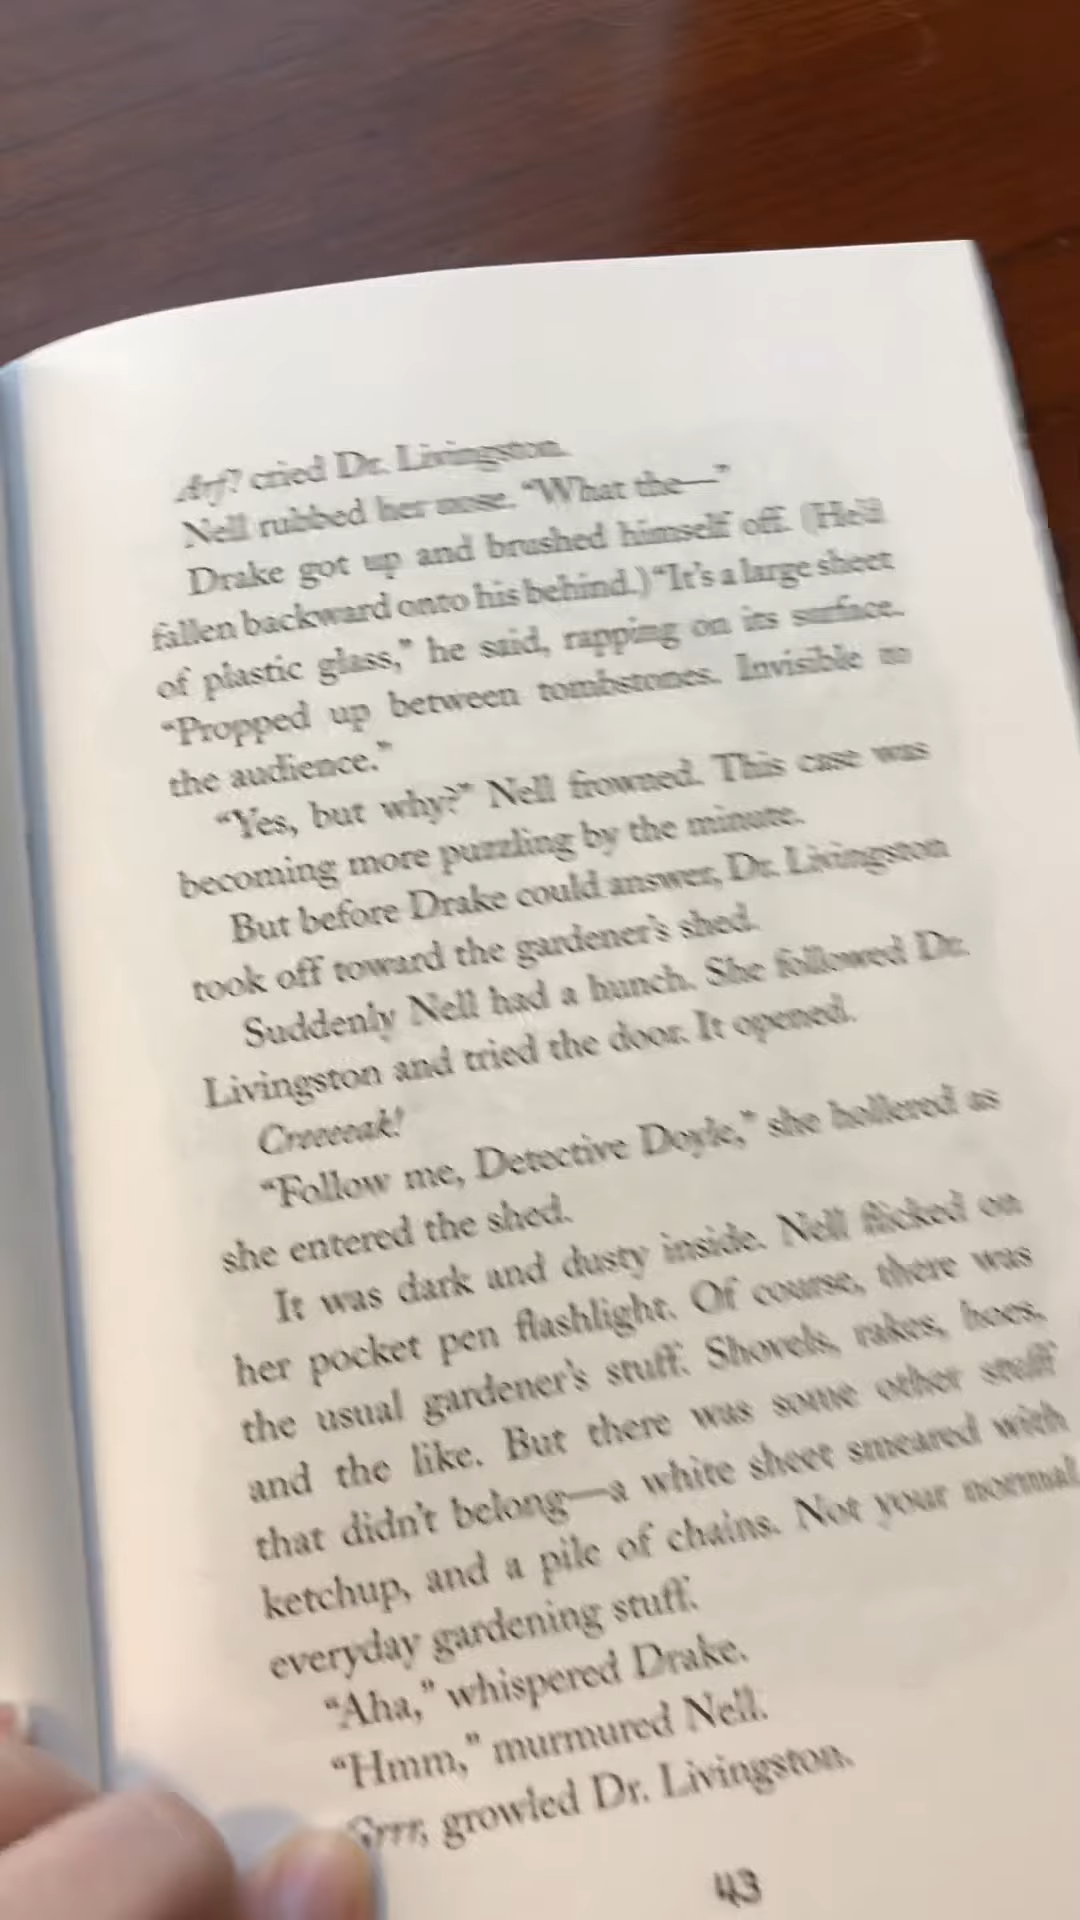 Arf? cried Dr. Livingston.
Nell rubbed her nose. “What the—”
Drake got up and brushed himself off. (He'd
fallen backward onto his behind.) “It's a large sheet
of plastic glass,” he said, rapping on its surface.
“Propped up between tombstones. Invisible to
the audience.”
“Yes, but why?” Nell frowned. This case was
becoming more puzzling by the minute.
But before Drake could answer, Dr. Livingston
took off toward the gardener's shed.
Suddenly Nell had a hunch. She followed Dr.
Livingston and tried the door. It opened.
Creeeeak!
“Follow me, Detective Doyle,” she hollered as
she entered the shed.
It was dark and dusty inside. Nell flicked on
her pocket pen flashlight. Of course, there was
the usual gardener's stuff. Shovels, rakes, hoes,
and the like. But there was some other stuff
that didn't belong—a white sheet smeared with
ketchup, and a pile of chains. Not your normal
everyday gardening stuff.
“Aha,” whispered Drake.
“Hmm,” murmured Nell.
Grrr, growled Dr. Livingston.
43